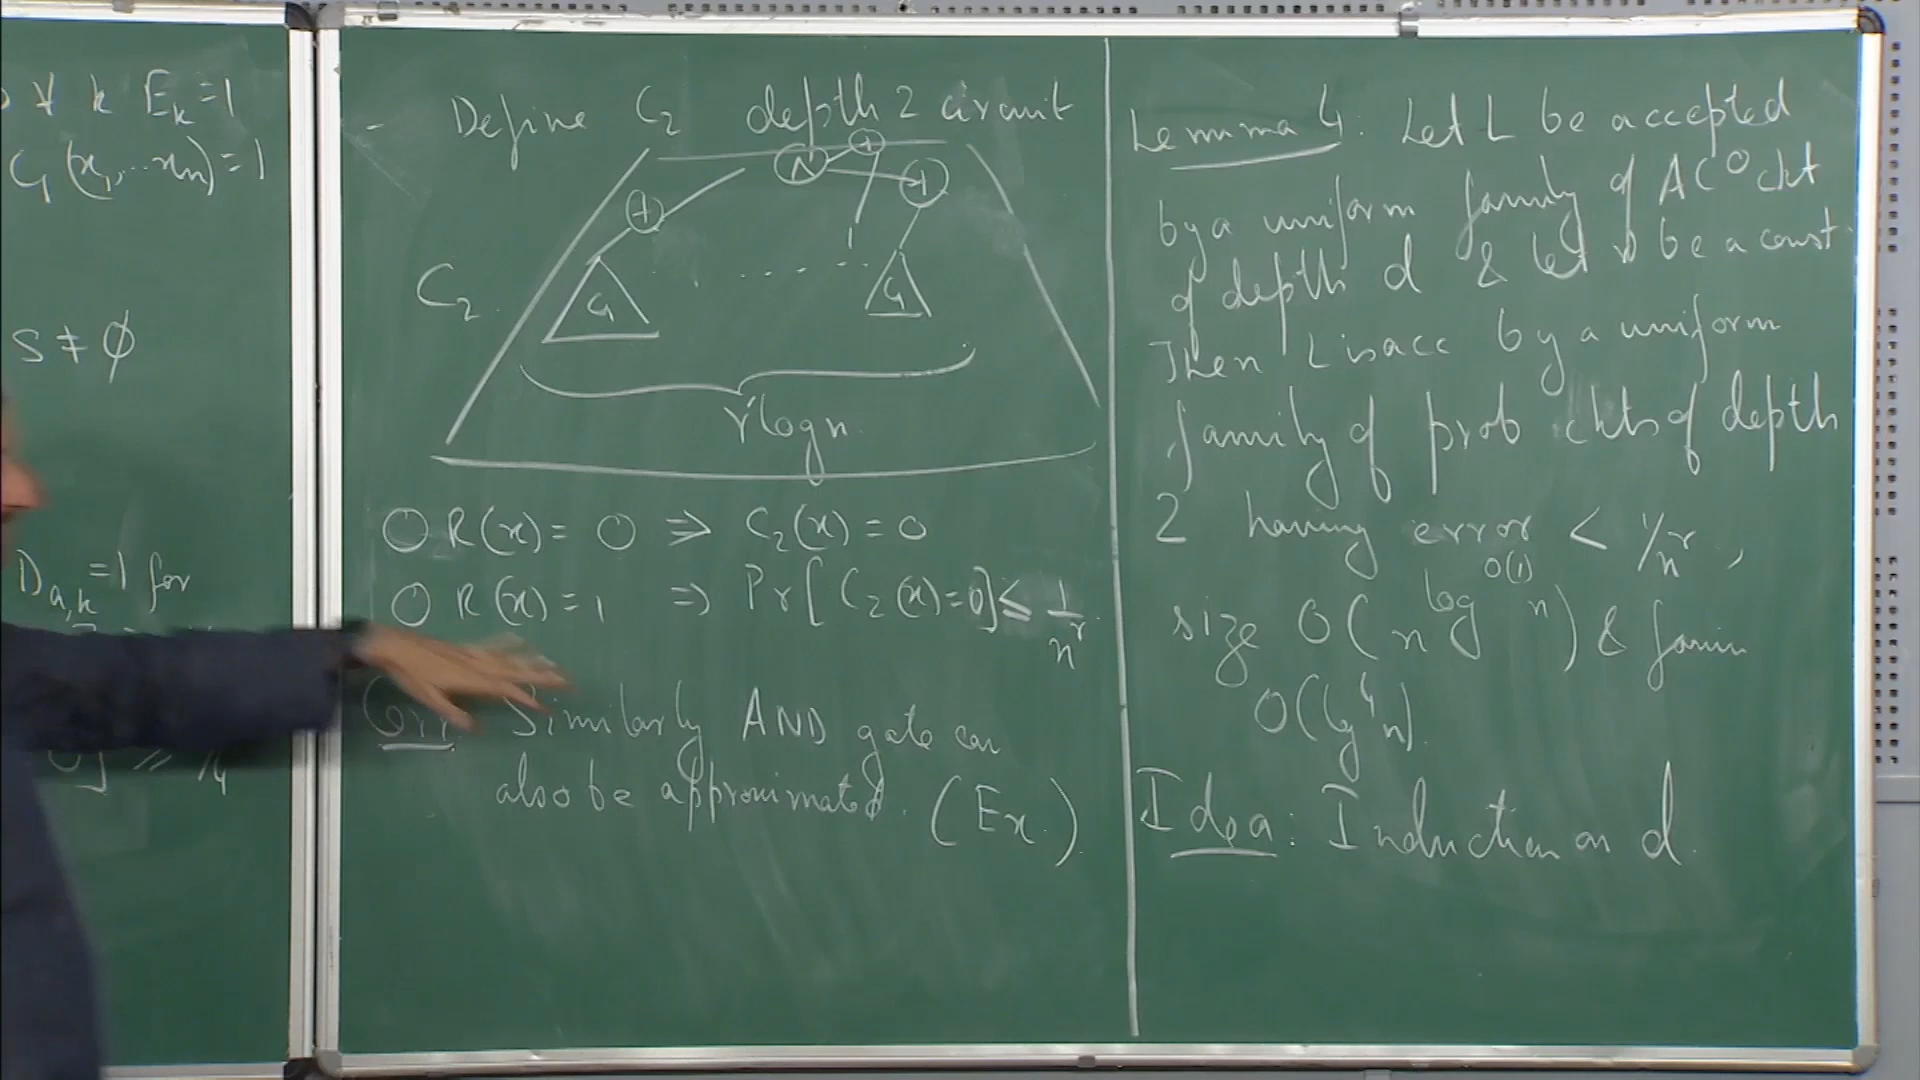 ∀ k E_k = 1
C_1(x_1, ... x_n) = 1
S ≠ ∅
D_{a,k} = 1 for
- Define C_2 depth 2 circuit
+
∧
+
+
C_2
C_1
. . . . .
C_1
r log n
OR(x) = 0 ⇒ C_2(x) = 0
OR(x) = 1 ⇒ Pr[C_2(x) = 0] ≤ 1/n^r
Corr Similarly AND gate can
also be approximated. (Ex)
Lemma 4: Let L be accepted
by a uniform family of AC^0 ckt
of depth d & let r be a const.
Then L is acc by a uniform
family of prob ckts of depth
2 having error < 1/n^r,
size O(n^{log^{O(1)} n}) & fanin
O(log^4 n).
Idea: Induction on d.